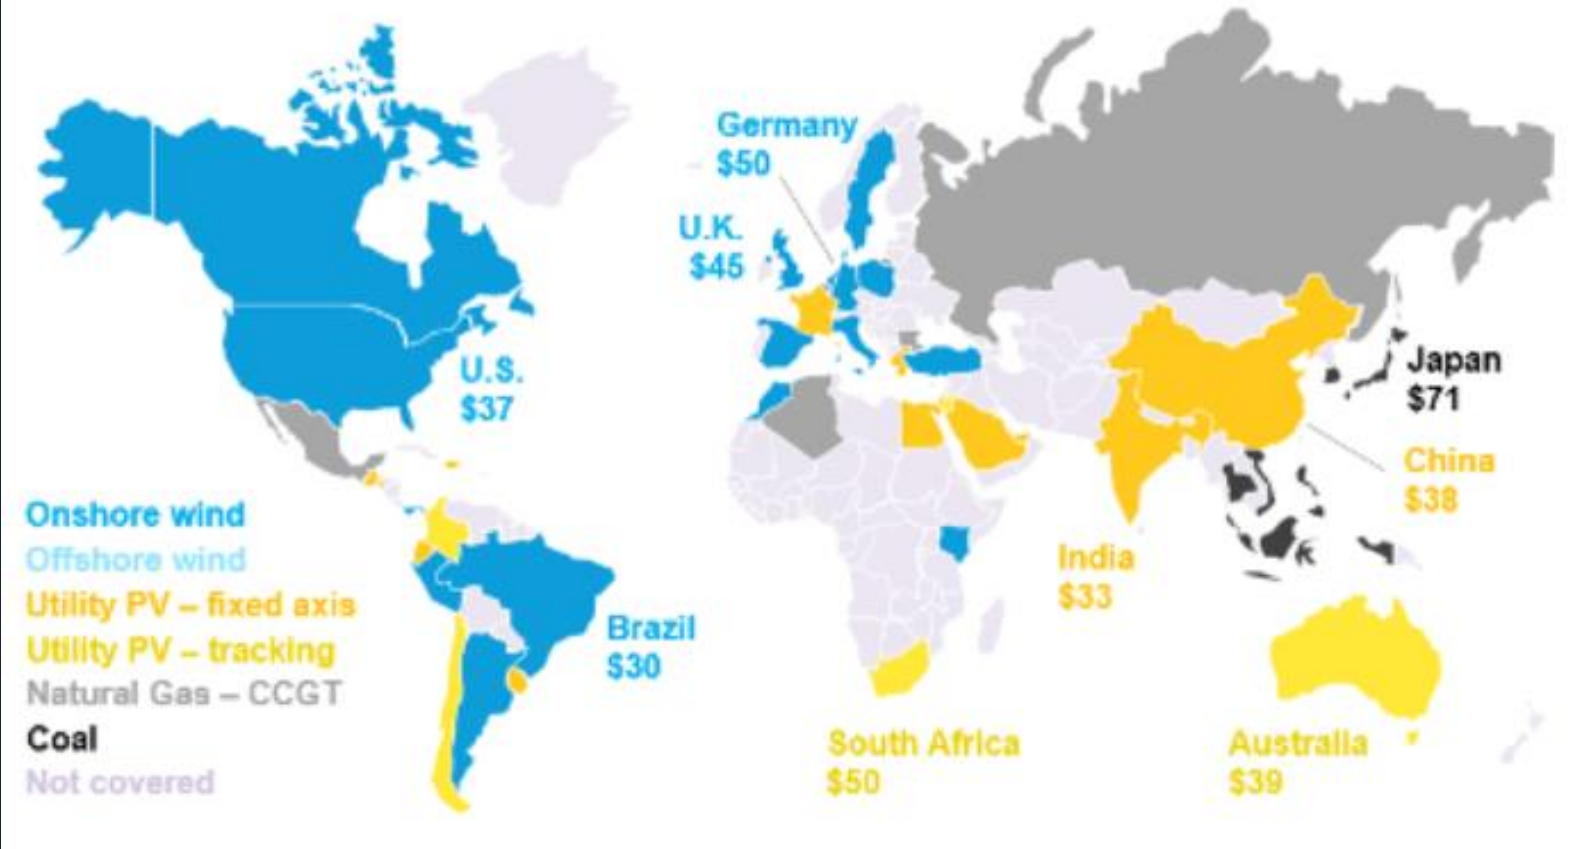 Germany
$50
U.K.
$45
U.S.
$37
Japan
$71
China
$38
India
$33
Brazil
$30
South Africa
$50
Australia
$39
Onshore wind
Offshore wind
Utility PV – fixed axis
Utility PV – tracking
Natural Gas – CCGT
Coal
Not covered